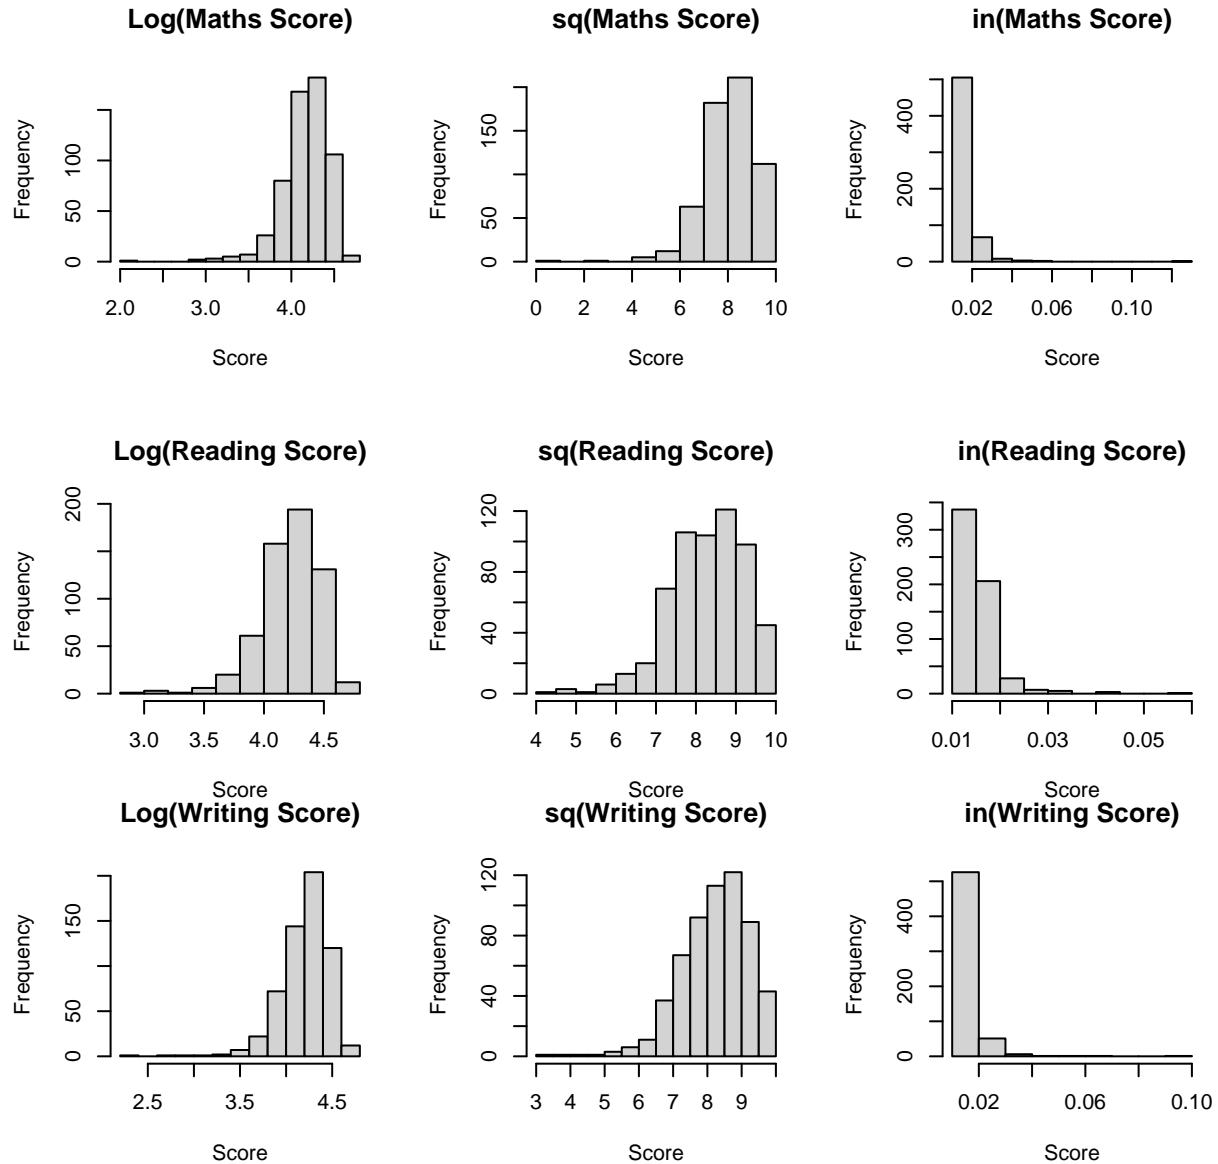 Log(Maths Score)
Frequency
0 50 100
2.0 3.0 4.0
Score
sq(Maths Score)
Frequency
0 50 150
0 2 4 6 8 10
Score
in(Maths Score)
Frequency
0 200 400
0.02 0.06 0.10
Score
Log(Reading Score)
Frequency
0 50 100 200
3.0 3.5 4.0 4.5
Score
sq(Reading Score)
Frequency
0 40 80 120
4 5 6 7 8 9 10
Score
in(Reading Score)
Frequency
0 100 200 300
0.01 0.03 0.05
Score
Log(Writing Score)
Frequency
0 50 150
2.5 3.5 4.5
Score
sq(Writing Score)
Frequency
0 40 80 120
3 4 5 6 7 8 9
Score
in(Writing Score)
Frequency
0 200 400
0.02 0.06 0.10
Score